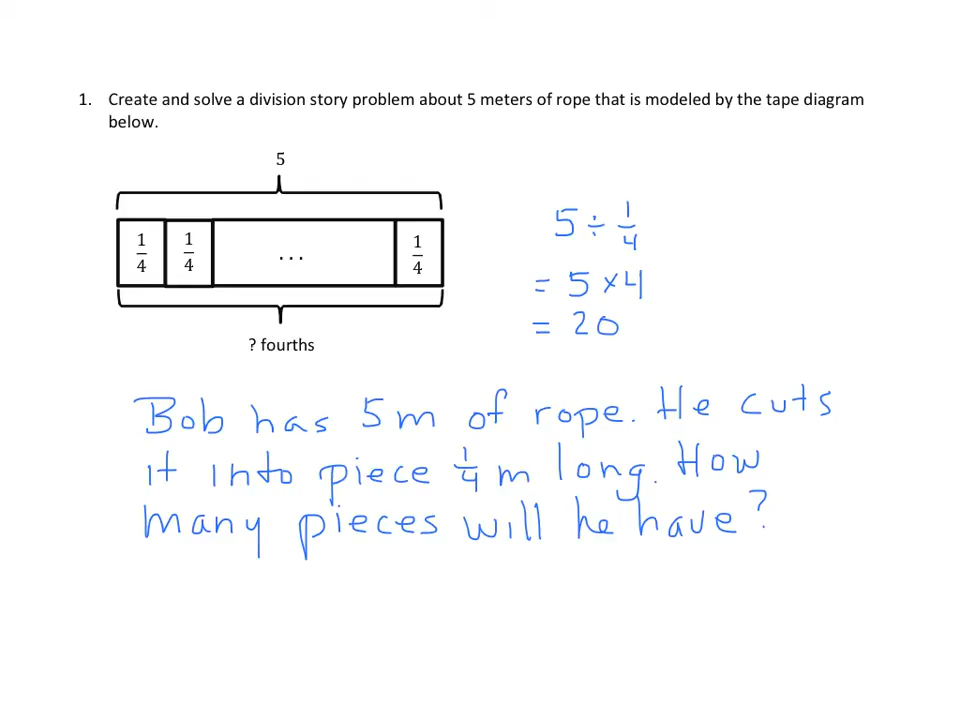 1. Create and solve a division story problem about 5 meters of rope that is modeled by the tape diagram
below.
5
1/4 1/4 ... 1/4
? fourths
5 ÷ 1/4
= 5 × 4
= 20
Bob has 5 m of rope. He cuts
it into piece 1/4 m long. How
many pieces will he have?